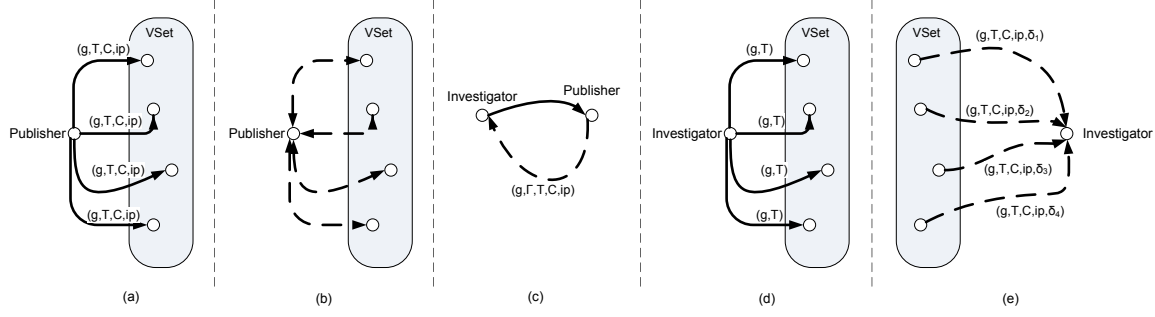 VSet
(g,T,C,ip)
Publisher
(g,T,C,ip)
(g,T,C,ip)
(g,T,C,ip)
(a)
VSet
Publisher
(b)
Investigator
Publisher
(g,Γ,T,C,ip)
(c)
VSet
(g,T)
Investigator
(g,T)
(g,T)
(g,T)
(d)
VSet
(g,T,C,ip,δ₁)
(g,T,C,ip,δ₂)
Investigator
(g,T,C,ip,δ₃)
(g,T,C,ip,δ₄)
(e)